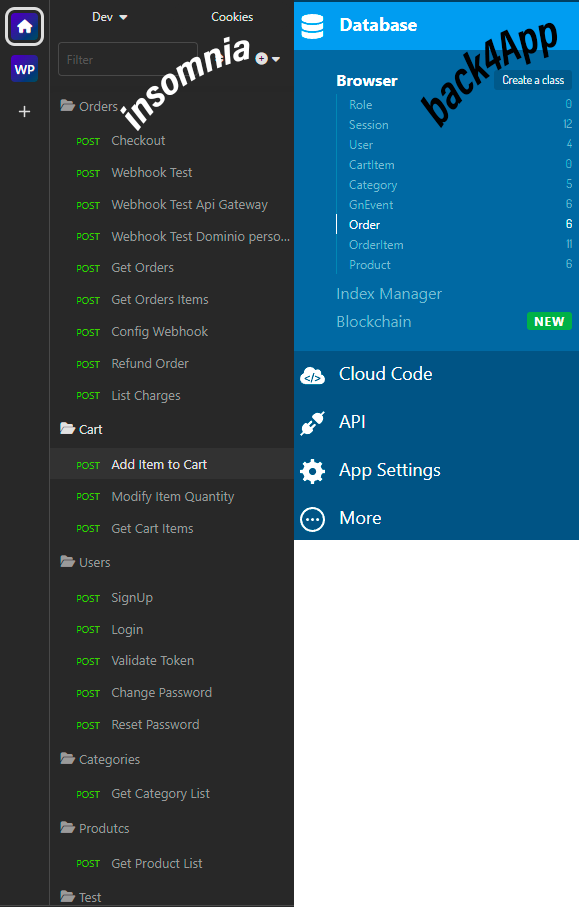 Dev
Cookies
WP
Filter
insomnia
Orders
POST Checkout
POST Webhook Test
POST Webhook Test Api Gateway
POST Webhook Test Dominio perso...
POST Get Orders
POST Get Orders Items
POST Config Webhook
POST Refund Order
POST List Charges
Cart
POST Add Item to Cart
POST Modify Item Quantity
POST Get Cart Items
Users
POST SignUp
POST Login
POST Validate Token
POST Change Password
POST Reset Password
Categories
POST Get Category List
Produtcs
POST Get Product List
Test
Database
back4App
Browser
Create a class
Role 0
Session 12
User 4
CartItem 0
Category 5
GnEvent 6
Order 6
OrderItem 11
Product 6
Index Manager
Blockchain NEW
Cloud Code
API
App Settings
More